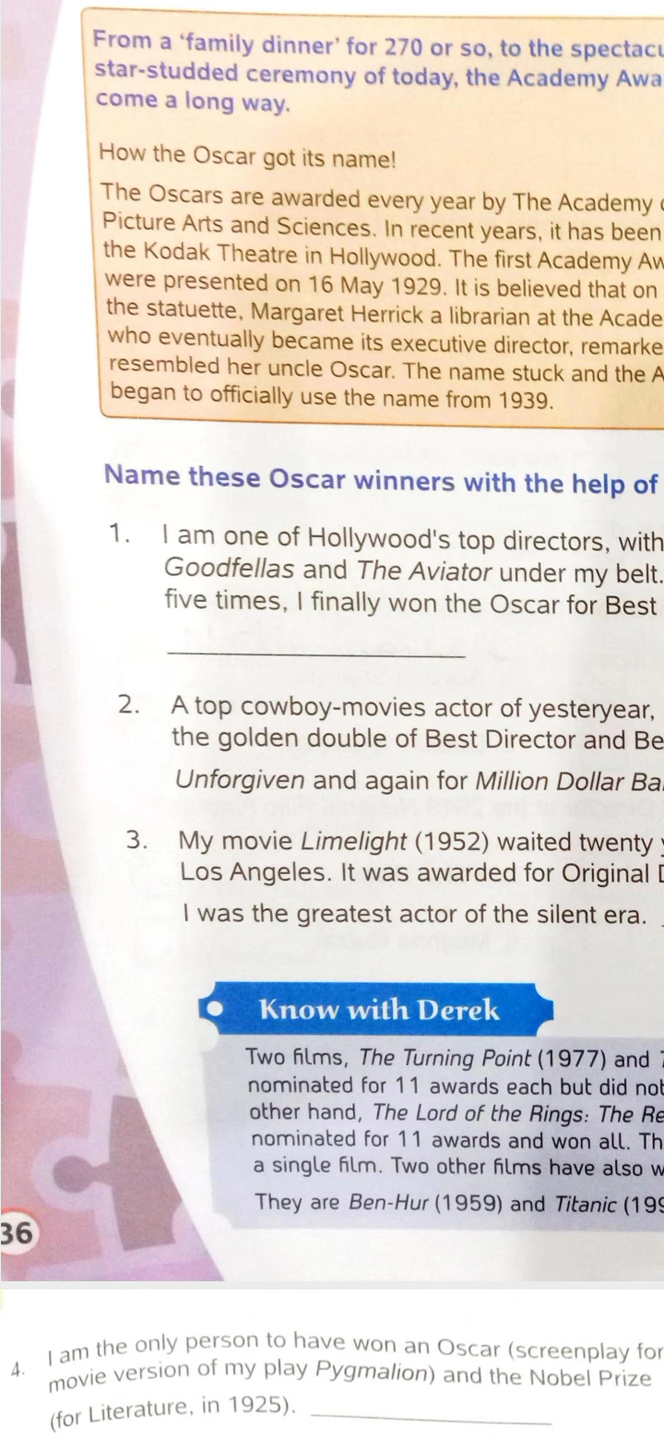 From a ‘family dinner’ for 270 or so, to the
star-studded ceremony of today, the Academy
come a long way.
How the Oscar got its name!
The Oscars are awarded every year by The Academy
Picture Arts and Sciences. In recent years, it has been
the Kodak Theatre in Hollywood. The first Academy
were presented on 16 May 1929. It is believed that on
the statuette, Margaret Herrick a librarian at the
who eventually became its executive director,
resembled her uncle Oscar. The name stuck and the
began to officially use the name from 1939.
Name these Oscar winners with the help of
1. I am one of Hollywood's top directors, with
Goodfellas and The Aviator under my belt.
five times, I finally won the Oscar for Best
2. A top cowboy-movies actor of yesteryear,
the golden double of Best Director and
Unforgiven and again for Million Dollar
3. My movie Limelight (1952) waited twenty
Los Angeles. It was awarded for Original
I was the greatest actor of the silent era.
Know with Derek
Two films, The Turning Point (1977) and
nominated for 11 awards each but did not
other hand, The Lord of the Rings: The
nominated for 11 awards and won all.
a single film. Two other films have also
They are Ben-Hur (1959) and Titanic
36
4. I am the only person to have won an Oscar (screenplay for
movie version of my play Pygmalion) and the Nobel Prize
(for Literature, in 1925).